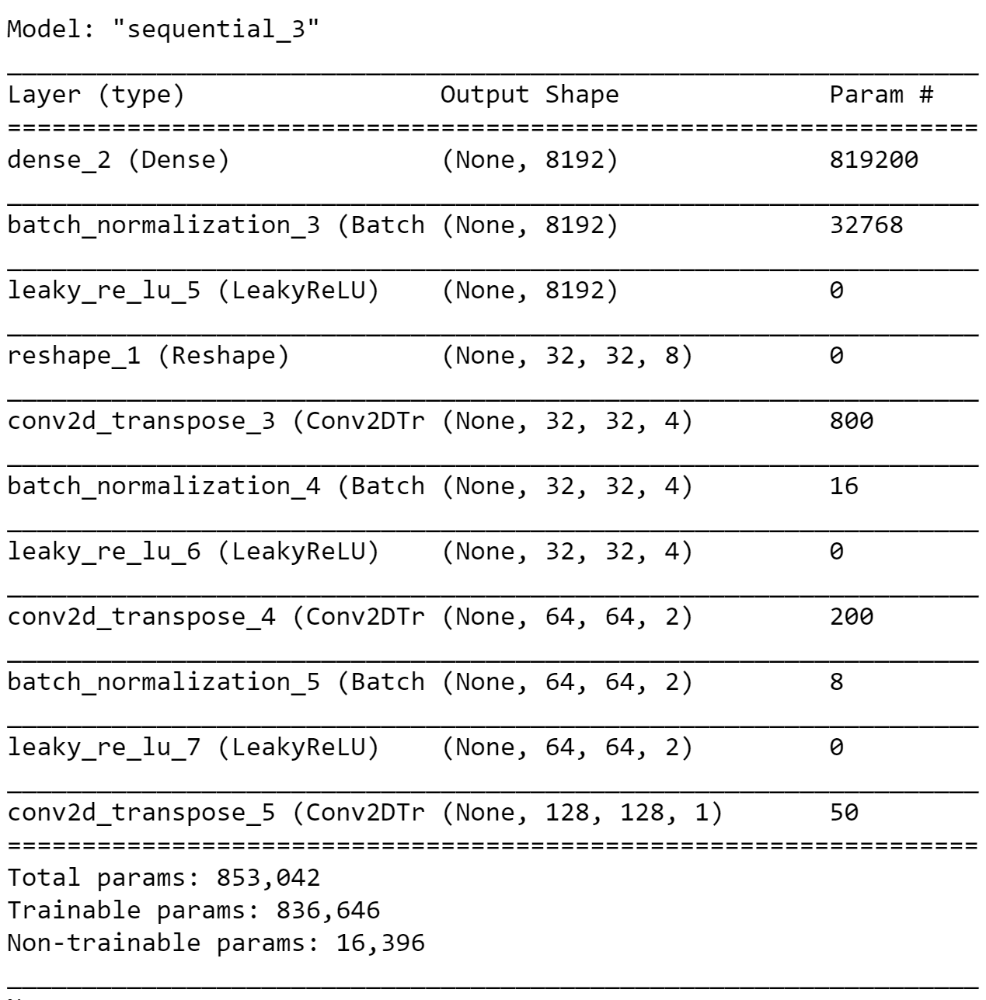 Model: "sequential_3"
_________________________________________________________________
Layer (type)                 Output Shape              Param #
=================================================================
dense_2 (Dense)              (None, 8192)              819200
_________________________________________________________________
batch_normalization_3 (Batch (None, 8192)              32768
_________________________________________________________________
leaky_re_lu_5 (LeakyReLU)    (None, 8192)              0
_________________________________________________________________
reshape_1 (Reshape)          (None, 32, 32, 8)         0
_________________________________________________________________
conv2d_transpose_3 (Conv2DTr (None, 32, 32, 4)         800
_________________________________________________________________
batch_normalization_4 (Batch (None, 32, 32, 4)         16
_________________________________________________________________
leaky_re_lu_6 (LeakyReLU)    (None, 32, 32, 4)         0
_________________________________________________________________
conv2d_transpose_4 (Conv2DTr (None, 64, 64, 2)         200
_________________________________________________________________
batch_normalization_5 (Batch (None, 64, 64, 2)         8
_________________________________________________________________
leaky_re_lu_7 (LeakyReLU)    (None, 64, 64, 2)         0
_________________________________________________________________
conv2d_transpose_5 (Conv2DTr (None, 128, 128, 1)       50
=================================================================
Total params: 853,042
Trainable params: 836,646
Non-trainable params: 16,396
_________________________________________________________________